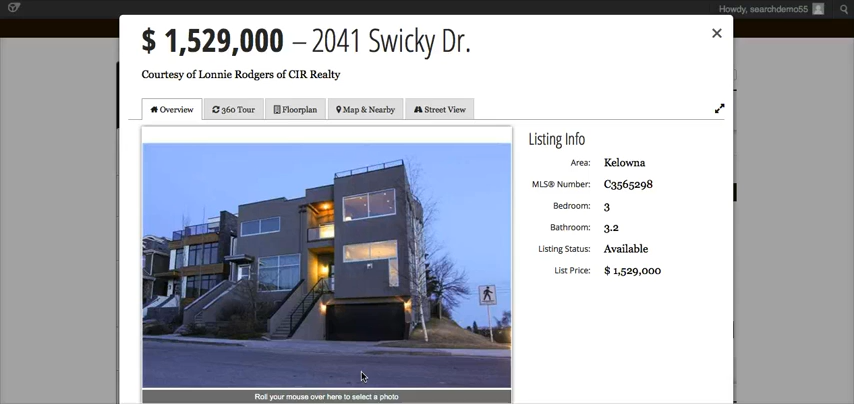 Howdy, searchdemo55
$ 1,529,000 – 2041 Swicky Dr.
Courtesy of Lonnie Rodgers of CIR Realty
Overview
360 Tour
Floorplan
Map & Nearby
Street View
Listing Info
Area: Kelowna
MLS® Number: C3565298
Bedroom: 3
Bathroom: 3.2
Listing Status: Available
List Price: $ 1,529,000
Roll your mouse over here to select a photo